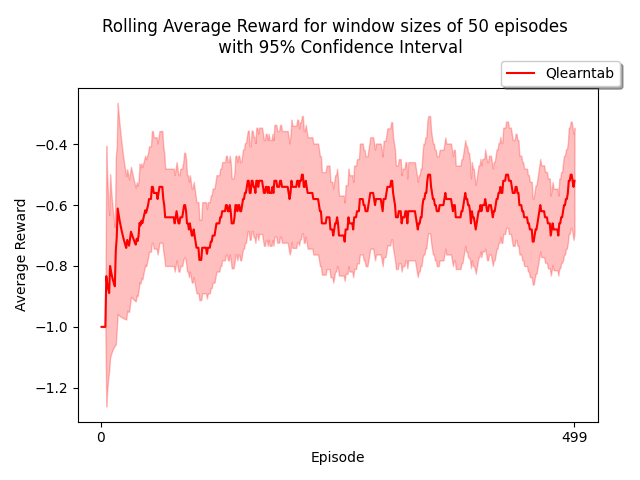 Rolling Average Reward for window sizes of 50 episodes
with 95% Confidence Interval
Qlearntab
Average Reward
−0.4
−0.6
−0.8
−1.0
−1.2
0
499
Episode